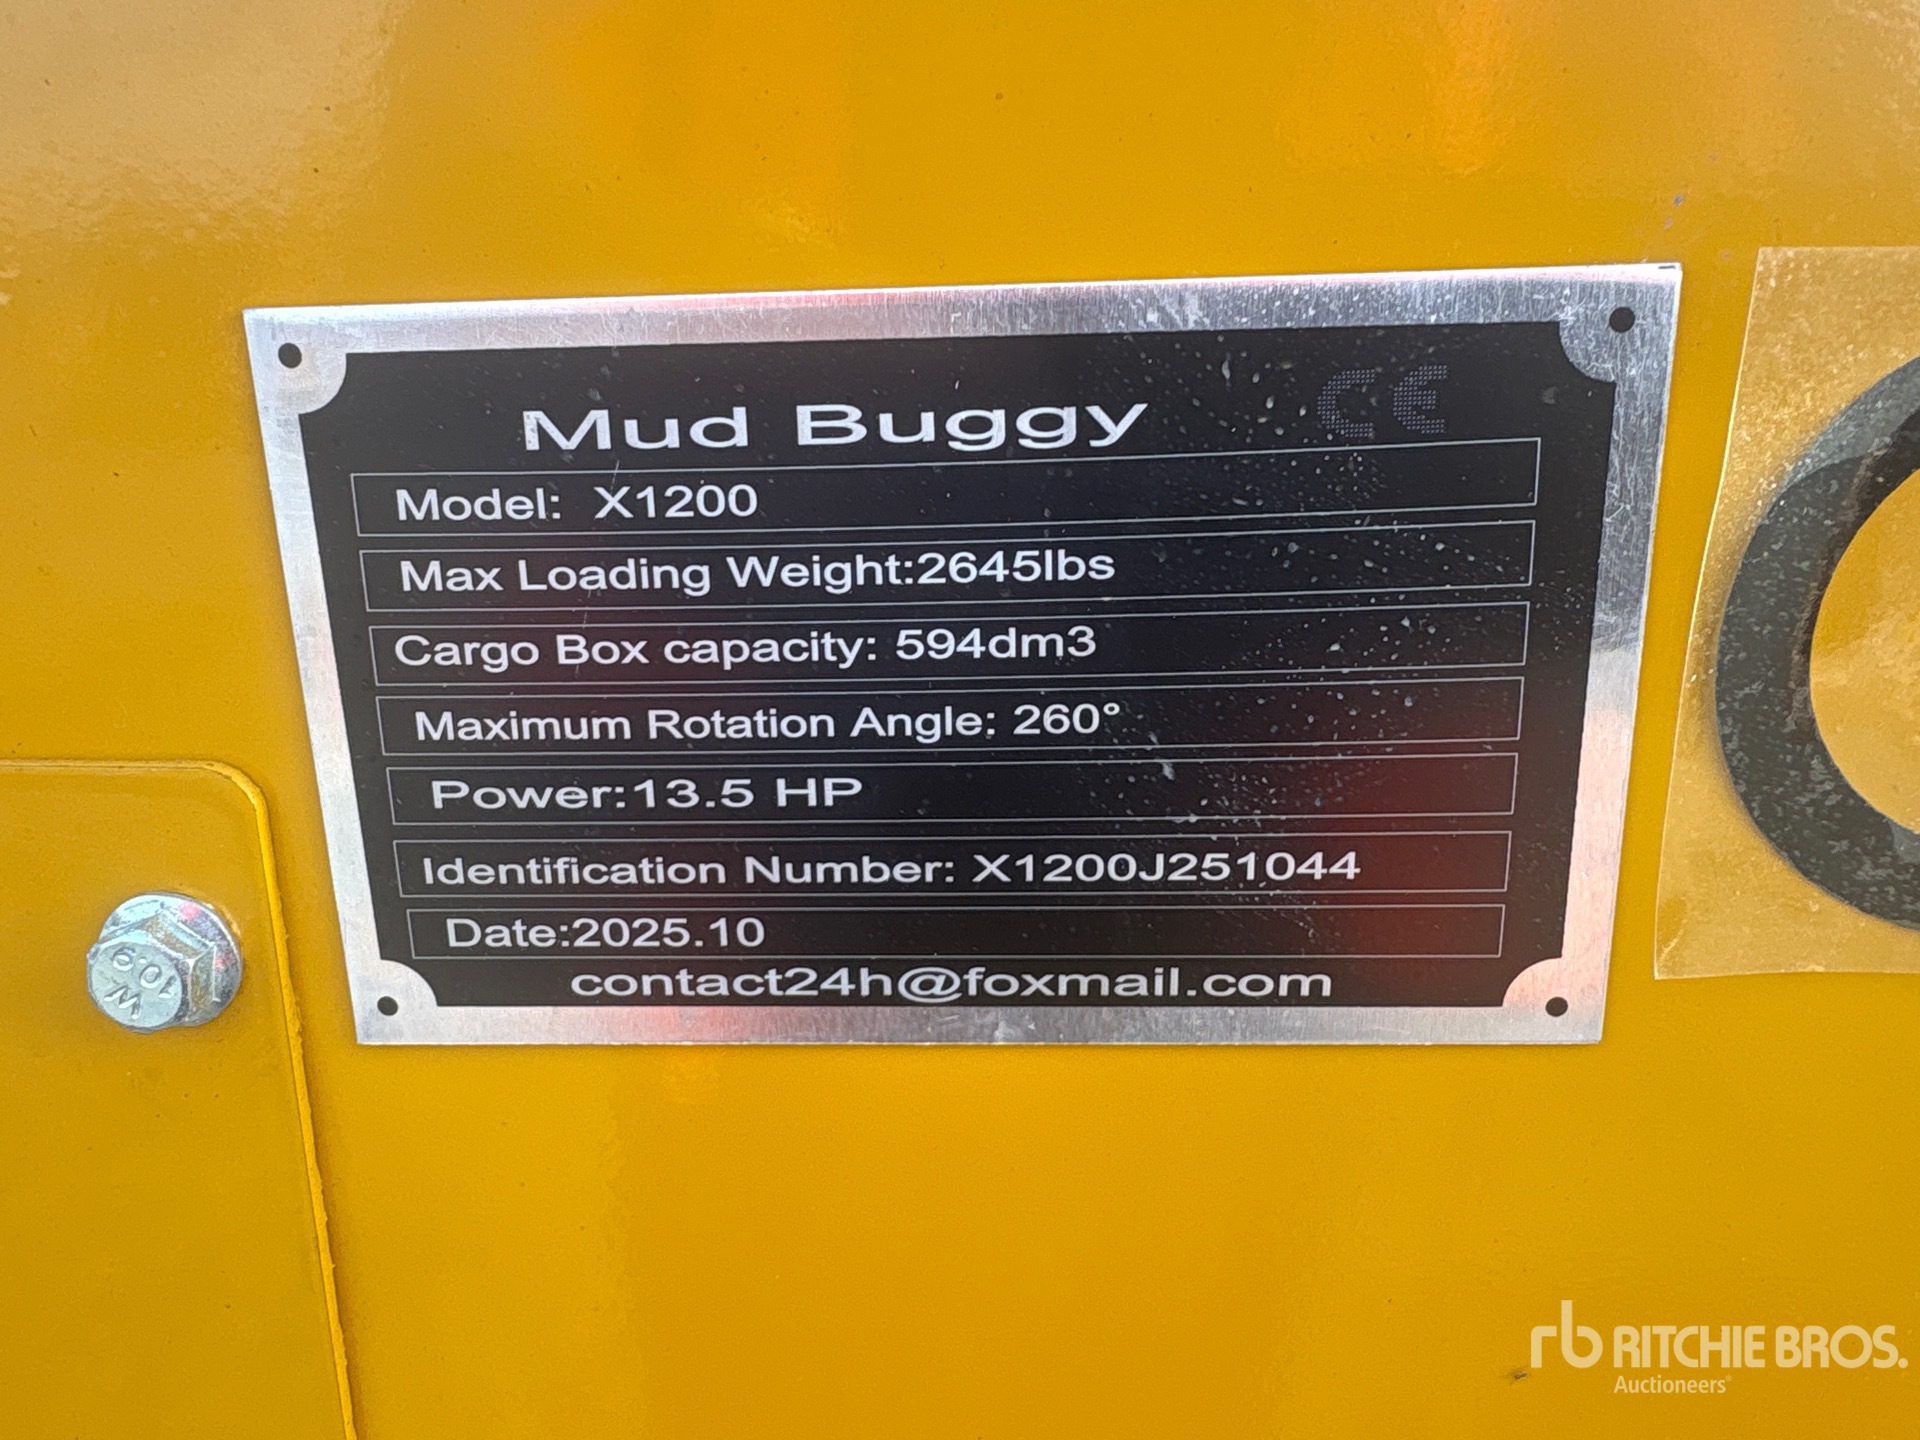 Mud Buggy CE
Model: X1200
Max Loading Weight:2645lbs
Cargo Box capacity: 594dm3
Maximum Rotation Angle: 260°
Power:13.5 HP
Identification Number: X1200J251044
Date:2025.10
contact24h@foxmail.com
10.9
W
rb RITCHIE BROS.
Auctioneers